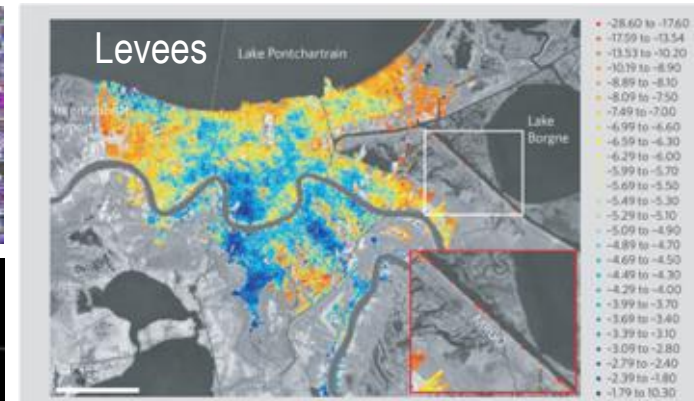 Levees
Lake Pontchartrain
International
airport
Lake
Borgne
-28.60 to -17.60
-17.59 to -13.54
-13.53 to -10.20
-10.19 to -8.90
-8.89 to -8.10
-8.09 to -7.50
-7.49 to -7.00
-6.99 to -6.60
-6.59 to -6.30
-6.29 to -6.00
-5.99 to -5.70
-5.69 to -5.50
-5.49 to -5.30
-5.29 to -5.10
-5.09 to -4.90
-4.89 to -4.70
-4.69 to -4.50
-4.49 to -4.30
-4.29 to -4.00
-3.99 to -3.70
-3.69 to -3.40
-3.39 to -3.10
-3.09 to -2.80
-2.79 to -2.40
-2.39 to -1.80
-1.79 to 10.30